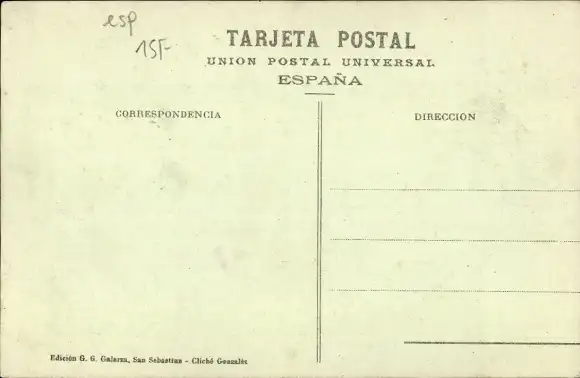 esp
15F-
TARJETA POSTAL
UNION POSTAL UNIVERSAL
ESPAÑA
CORRESPONDENCIA
DIRECCION
Edición G. G. Galarza, San Sebastian - Cliché González